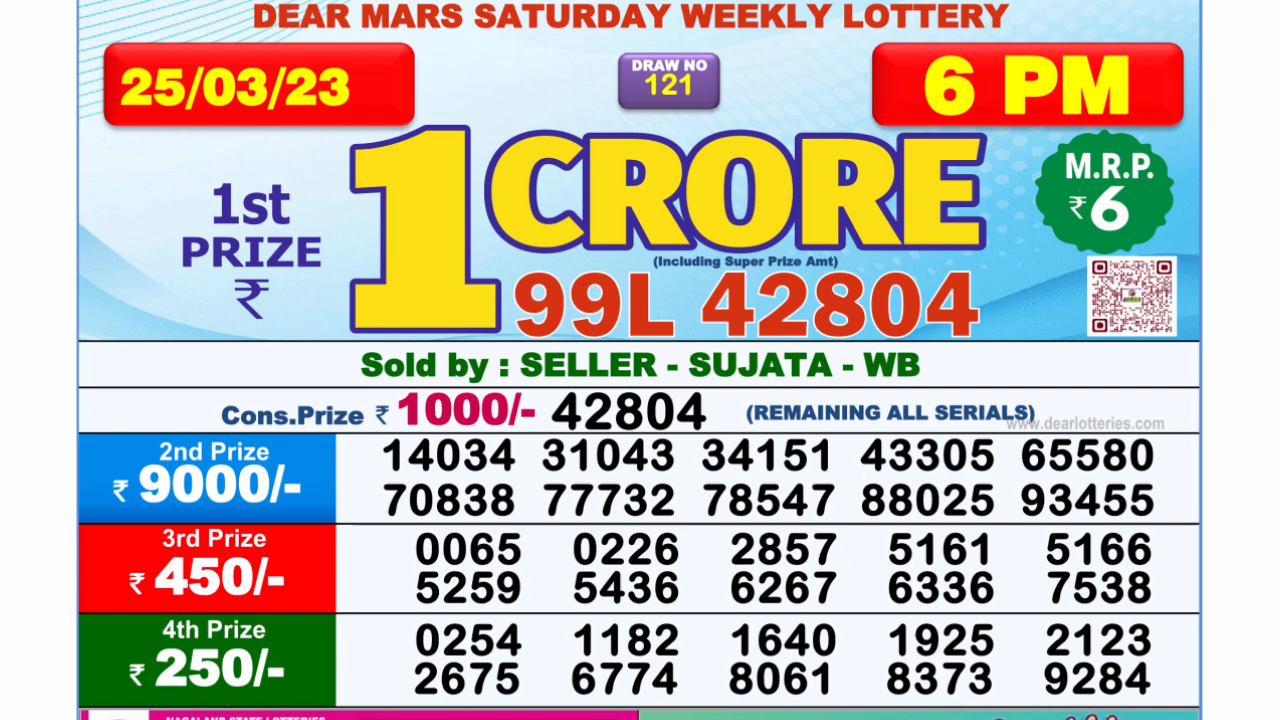 DEAR MARS SATURDAY WEEKLY LOTTERY
25/03/23
DRAW NO
121
6 PM
1st
PRIZE
₹
1 CRORE
(Including Super Prize Amt)
M.R.P.
₹ 6
99L 42804
Sold by : SELLER - SUJATA - WB
Cons.Prize ₹ 1000/- 42804 (REMAINING ALL SERIALS)
www.dearlotteries.com
2nd Prize
₹ 9000/-
14034 31043 34151 43305 65580
70838 77732 78547 88025 93455
3rd Prize
₹ 450/-
0065 0226 2857 5161 5166
5259 5436 6267 6336 7538
4th Prize
₹ 250/-
0254 1182 1640 1925 2123
2675 6774 8061 8373 9284
NAGALAND STATE LOTTERIES